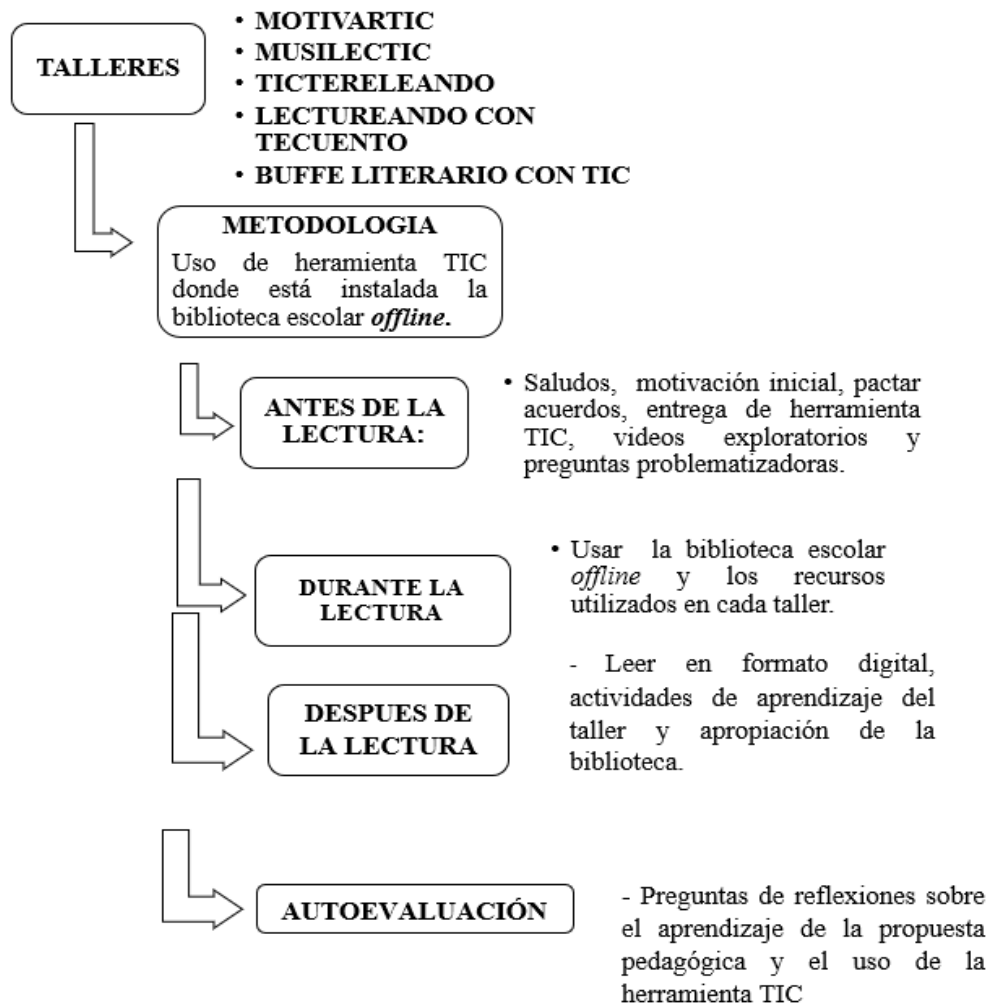 TALLERES
• MOTIVARTIC
• MUSILECTIC
• TICTERELEANDO
• LECTUREANDO CON
TECUENTO
• BUFFE LITERARIO CON TIC
METODOLOGIA
Uso de heramienta TIC
donde está instalada la
biblioteca escolar offline.
ANTES DE LA
LECTURA:
• Saludos, motivación inicial, pactar
acuerdos, entrega de herramienta
TIC, videos exploratorios y
preguntas problematizadoras.
DURANTE LA
LECTURA
• Usar la biblioteca escolar
offline y los recursos
utilizados en cada taller.
DESPUES DE
LA LECTURA
- Leer en formato digital,
actividades de aprendizaje del
taller y apropiación de la
biblioteca.
AUTOEVALUACIÓN
- Preguntas de reflexiones sobre
el aprendizaje de la propuesta
pedagógica y el uso de la
herramienta TIC